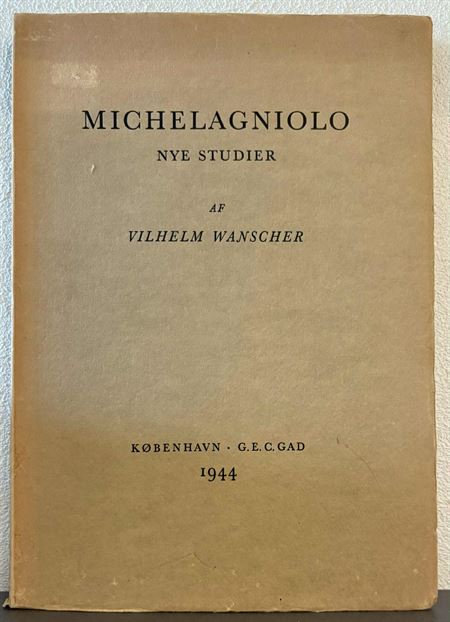 MICHELAGNIOLO
NYE STUDIER
AF
VILHELM WANSCHER
KØBENHAVN · G.E.C.GAD
1944